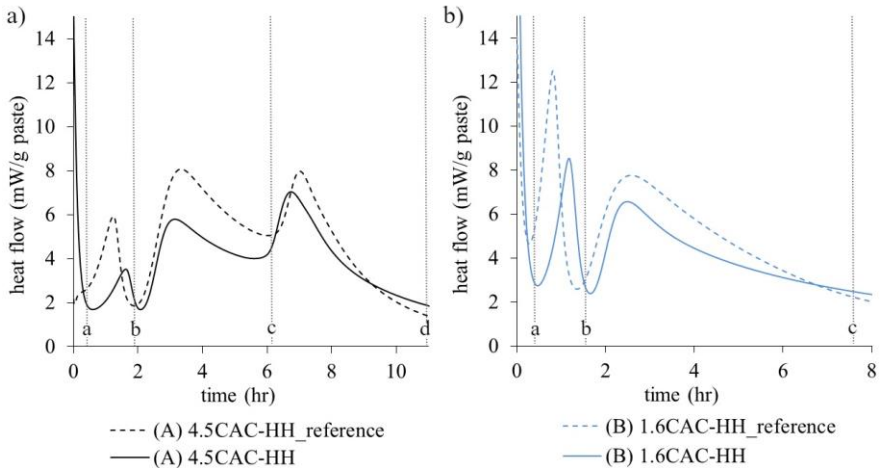 a)
14
12
10
8
6
4
2
0
heat flow (mW/g paste)
a
b
c
d
0 2 4 6 8 10
time (hr)
(A) 4.5CAC-HH_reference
(A) 4.5CAC-HH
b)
14
12
10
8
6
4
2
0
heat flow (mW/g paste)
a
b
c
0 2 4 6 8
time (hr)
(B) 1.6CAC-HH_reference
(B) 1.6CAC-HH